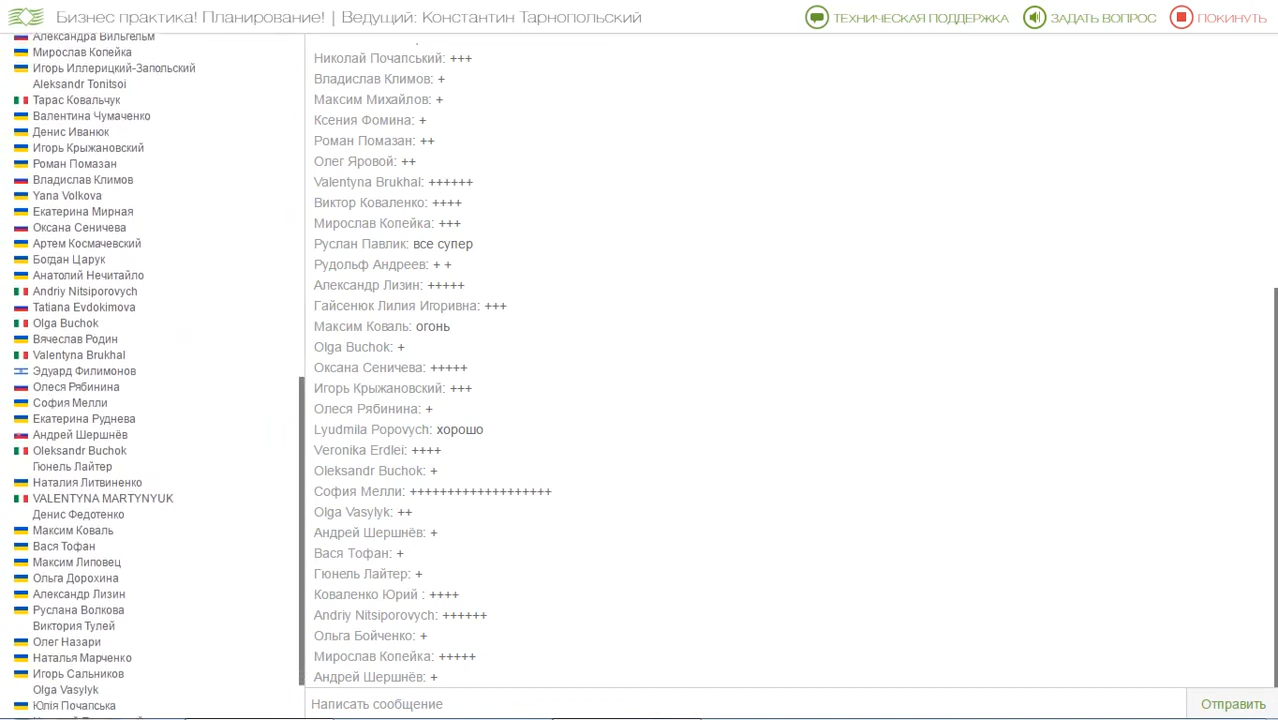 Бизнес практика! Планирование! | Ведущий: Константин Тарнопольский
ТЕХНИЧЕСКАЯ ПОДДЕРЖКА
ЗАДАТЬ ВОПРОС
ПОКИНУТЬ
Александра Вильгельм
Мирослав Копейка
Игорь Иллерицкий-Запольский
Aleksandr Tonitsoi
Тарас Ковальчук
Валентина Чумаченко
Денис Иванюк
Игорь Крыжановский
Роман Помазан
Владислав Климов
Yana Volkova
Екатерина Мирная
Оксана Сеничева
Артем Космачевский
Богдан Царук
Анатолий Нечитайло
Andriy Nitsiporovych
Tatiana Evdokimova
Olga Buchok
Вячеслав Родин
Valentyna Brukhal
Эдуард Филимонов
Олеся Рябинина
София Мелли
Екатерина Руднева
Андрей Шершнёв
Oleksandr Buchok
Гюнель Лайтер
Наталия Литвиненко
VALENTYNA MARTYNYUK
Денис Федотенко
Максим Коваль
Вася Тофан
Максим Липовец
Ольга Дорохина
Александр Лизин
Руслана Волкова
Виктория Тулей
Олег Назари
Наталья Марченко
Игорь Сальников
Olga Vasylyk
Юлія Почапська
Николай Почапський: +++
Владислав Климов: +
Максим Михайлов: +
Ксения Фомина: +
Роман Помазан: ++
Олег Яровой: ++
Valentyna Brukhal: ++++++
Виктор Коваленко: ++++
Мирослав Копейка: +++
Руслан Павлик: все супер
Рудольф Андреев: + +
Александр Лизин: +++++
Гайсенюк Лилия Игоривна: +++
Максим Коваль: огонь
Olga Buchok: +
Оксана Сеничева: +++++
Игорь Крыжановский: +++
Олеся Рябинина: +
Lyudmila Popovych: хорошо
Veronika Erdlei: ++++
Oleksandr Buchok: +
София Мелли: +++++++++++++++++++
Olga Vasylyk: ++
Андрей Шершнёв: +
Вася Тофан: +
Гюнель Лайтер: +
Коваленко Юрий : ++++
Andriy Nitsiporovych: ++++++
Ольга Бойченко: +
Мирослав Копейка: +++++
Андрей Шершнёв: +
Написать сообщение
Отправить